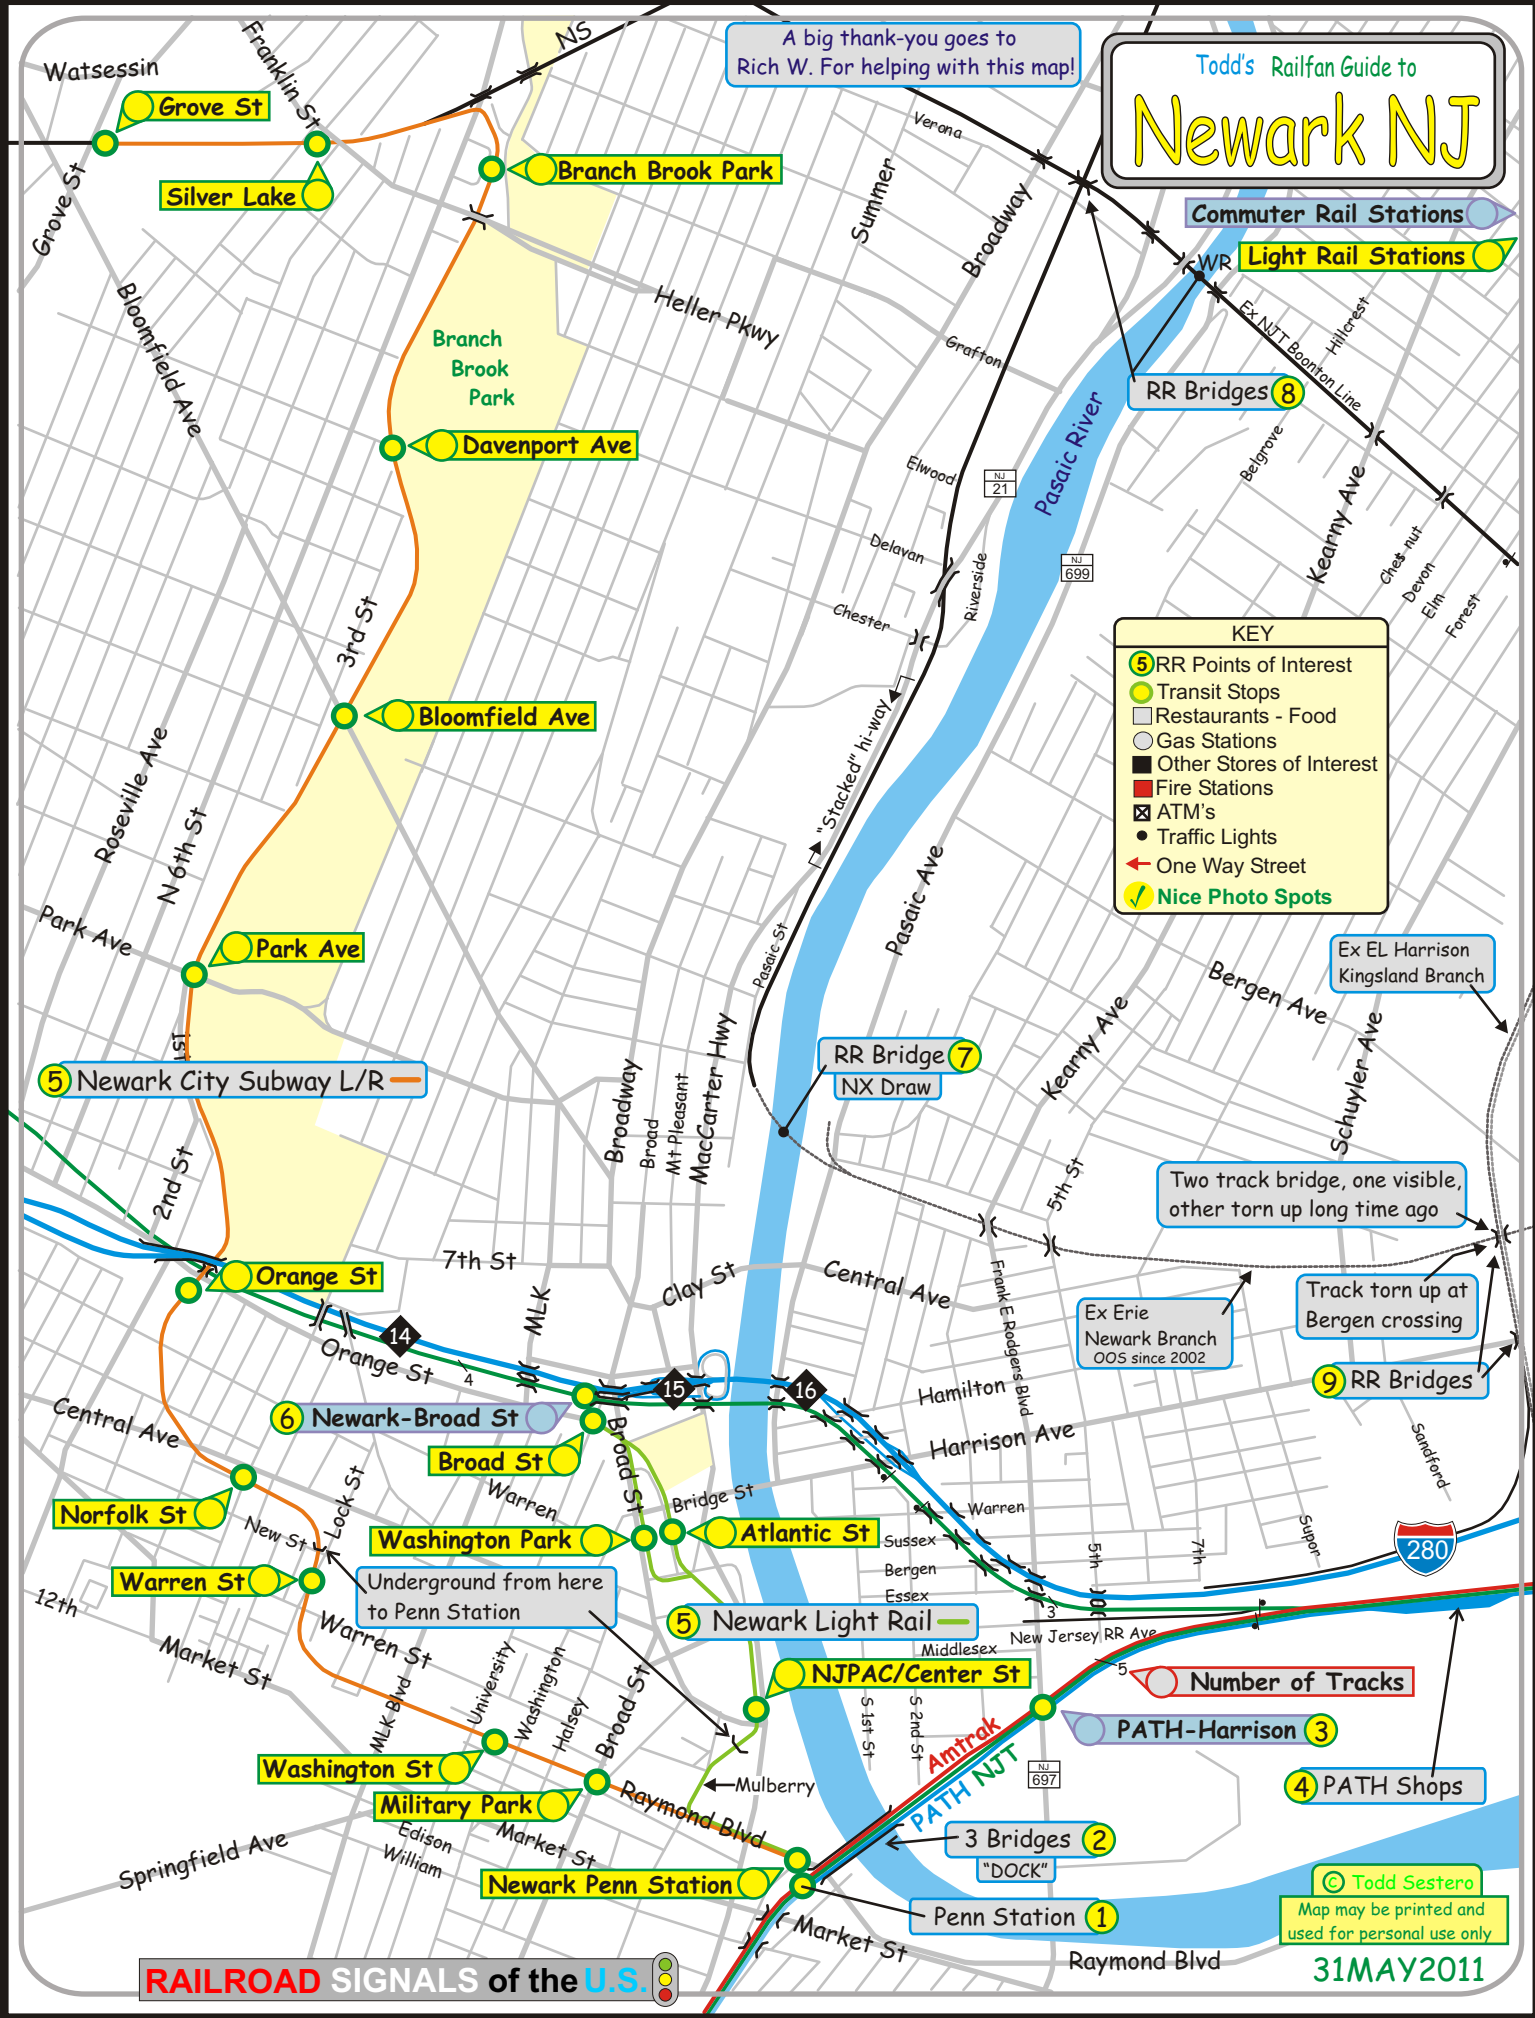 A big thank-you goes to
Rich W. For helping with this map!
Todd's Railfan Guide to
Newark NJ
Commuter Rail Stations
Light Rail Stations
Watsessin
Franklin St
NS
Grove St
Silver Lake
Grove St
Branch Brook Park
Verona
Summer
Broadway
WR
Ex NJT Boonton Line
Hillcrest
Bloomfield Ave
Heller Pkwy
Grafton
RR Bridges 8
Branch
Brook
Park
Davenport Ave
Pasaic River
Elwood
NJ
21
Belgrove
Kearny Ave
Delavan
Riverside
NJ
699
Ches nut
Devon
Elm
Forest
Chester
3rd St
Bloomfield Ave
"Stacked" hi-way
KEY
5 RR Points of Interest
Transit Stops
Restaurants - Food
Gas Stations
Other Stores of Interest
Fire Stations
ATM's
Traffic Lights
One Way Street
Nice Photo Spots
Roseville Ave
N 6th St
Park Ave
Park Ave
Pasaic St
Pasaic Ave
Bergen Ave
Ex EL Harrison
Kingsland Branch
1st
5 Newark City Subway L/R
Broadway
Broad
Mt Pleasant
MacCarter Hwy
RR Bridge 7
NX Draw
Kearny Ave
Schuyler Ave
2nd St
5th St
Two track bridge, one visible,
other torn up long time ago
Orange St
7th St
MLK
Clay St
Central Ave
Frank E Rodgers Blvd
Ex Erie
Newark Branch
OOS since 2002
Track torn up at
Bergen crossing
9 RR Bridges
14
Orange St
4
15
16
Hamilton
Harrison Ave
6 Newark-Broad St
Broad St
Central Ave
Broad St
Warren
Bridge St
Sandford
Norfolk St
Lock St
New St
Washington Park
Atlantic St
Warren
Sussex
Bergen
Essex
5th
7th
Supor
280
Warren St
12th
Underground from here
to Penn Station
5 Newark Light Rail
3
New Jersey RR Ave
Middlesex
Warren St
Market St
MLK Blvd
University
Washington
Halsey
Broad St
NJPAC/Center St
5
Number of Tracks
S 1st St
S 2nd St
Amtrak
PATH NJT
PATH-Harrison 3
NJ
697
4 PATH Shops
Washington St
Military Park
Mulberry
Raymond Blvd
Springfield Ave
Edison
William
Market St
3 Bridges 2
"DOCK"
Newark Penn Station
Penn Station 1
Market St
Raymond Blvd
© Todd Sestero
Map may be printed and
used for personal use only
31MAY2011
RAILROAD SIGNALS of the U.S.